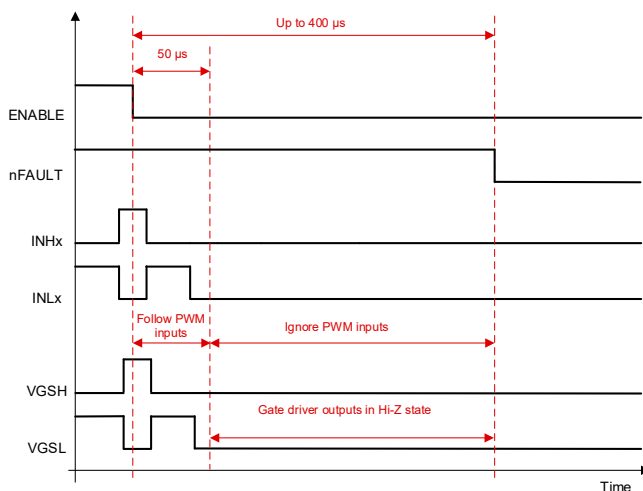 Up to 400 µs
50 µs
ENABLE
nFAULT
INHx
INLx
Follow PWM
inputs
Ignore PWM inputs
VGSH
Gate driver outputs in Hi-Z state
VGSL
Time